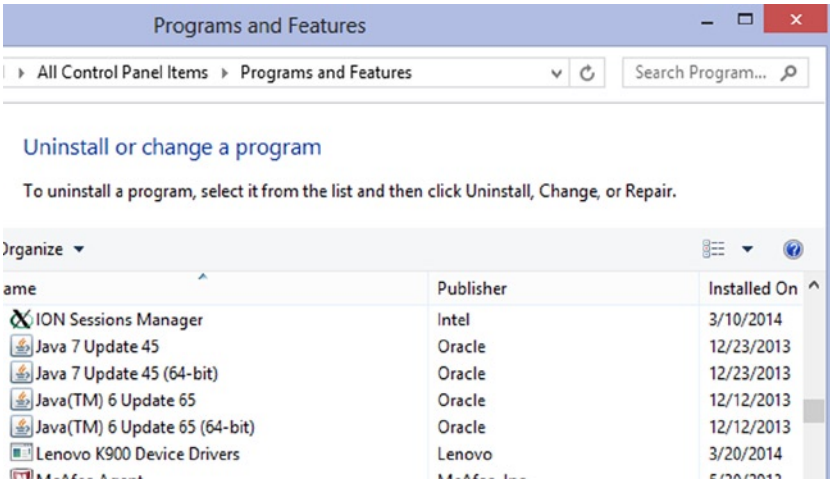 Programs and Features
All Control Panel Items Programs and Features Search Program...
Uninstall or change a program
To uninstall a program, select it from the list and then click Uninstall, Change, or Repair.
Organize
ame Publisher Installed On
ION Sessions Manager Intel 3/10/2014
Java 7 Update 45 Oracle 12/23/2013
Java 7 Update 45 (64-bit) Oracle 12/23/2013
Java(TM) 6 Update 65 Oracle 12/12/2013
Java(TM) 6 Update 65 (64-bit) Oracle 12/12/2013
Lenovo K900 Device Drivers Lenovo 3/20/2014
McAfee Agent McAfee, Inc.